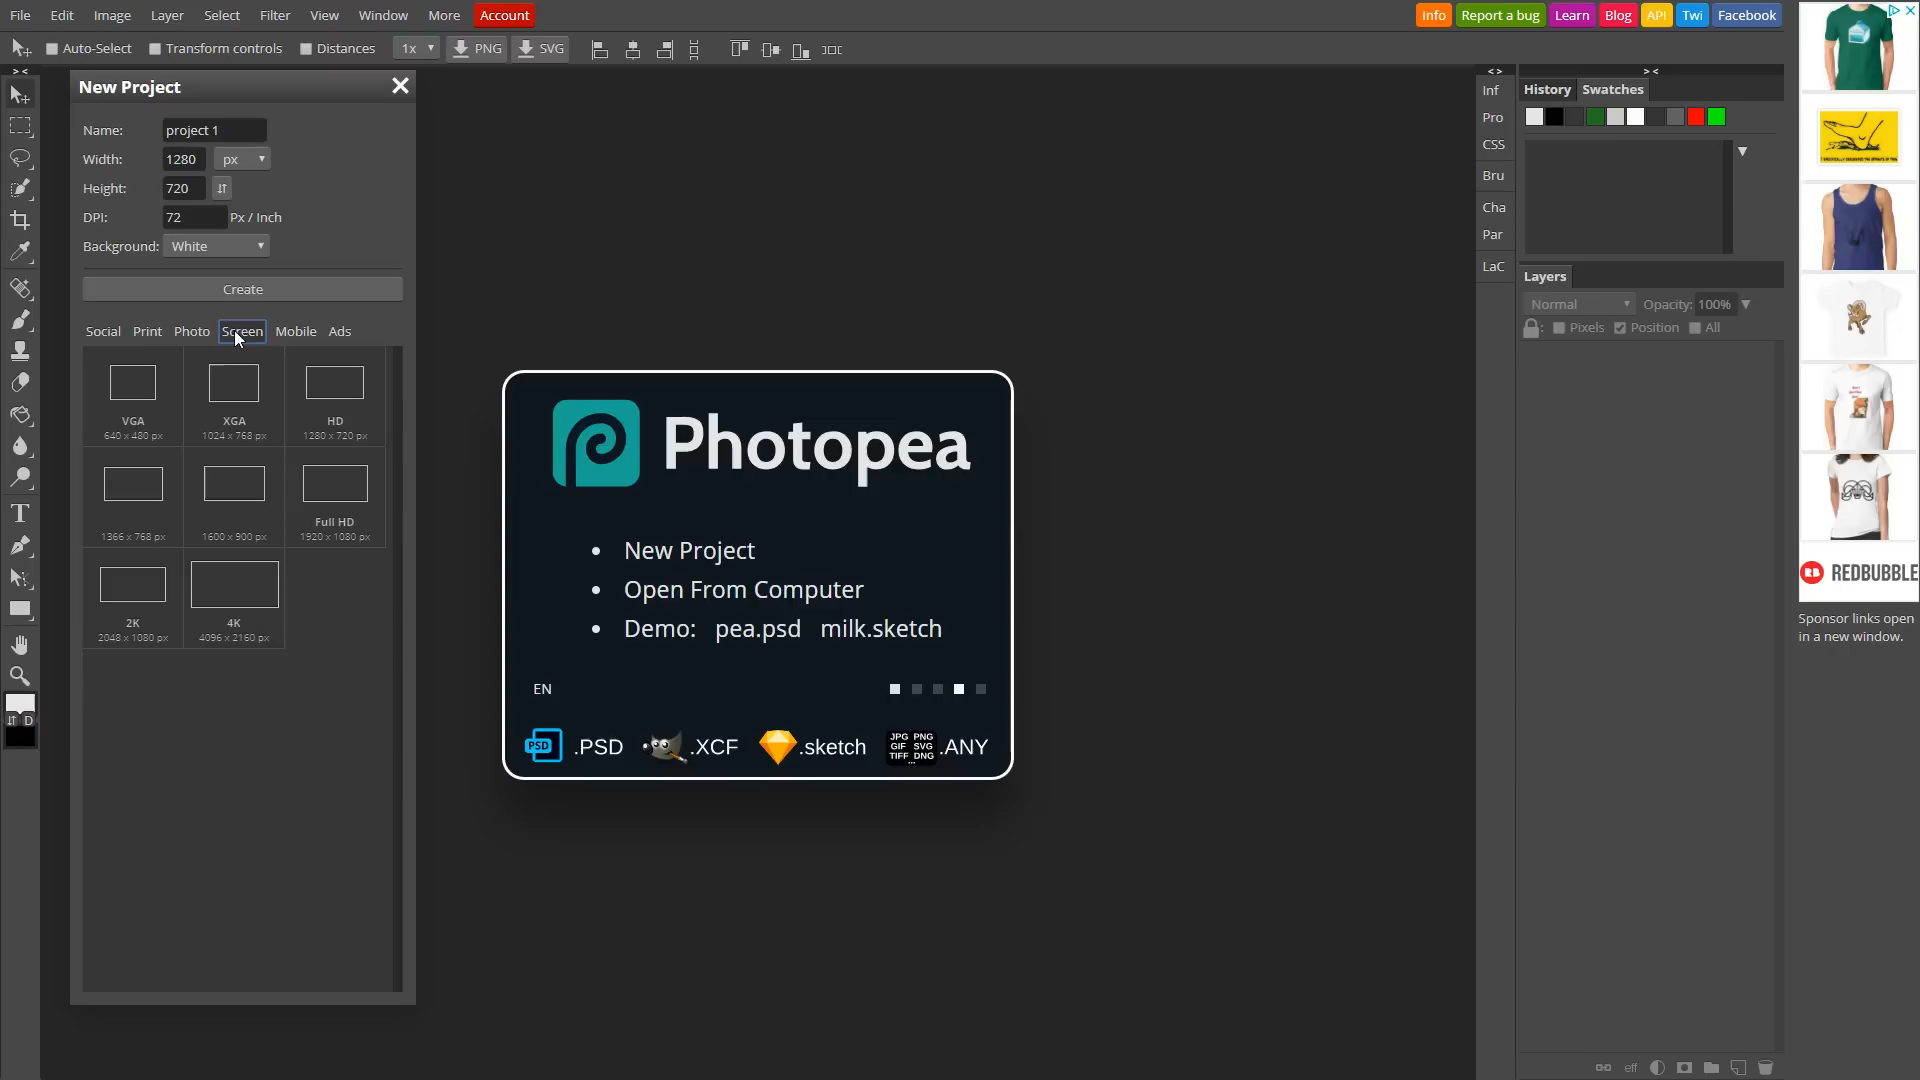 File Edit Image Layer Select Filter View Window More Account
Info Report a bug Learn Blog API Twi Facebook
Auto-Select Transform controls Distances 1x PNG SVG
New Project
Name: project 1
Width: 1280 px
Height: 720
DPI: 72 Px / Inch
Background: White
Create
Social Print Photo Screen Mobile Ads
VGA XGA HD
640 x 480 px 1024 x 768 px 1280 x 720 px
Full HD
1366 x 768 px 1600 x 900 px 1920 x 1080 px
2K 4K
2048 x 1080 px 4096 x 2160 px
T
D
Photopea
New Project
Open From Computer
Demo: pea.psd milk.sketch
EN
PSD .PSD .XCF .sketch JPG PNG GIF SVG TIFF DNG ... .ANY
> <
< >
> <
Inf
Pro
CSS
Bru
Cha
Par
LaC
History Swatches
Layers
Normal Opacity: 100%
: Pixels Position All
eff
RB REDBUBBLE
Sponsor links open
in a new window.